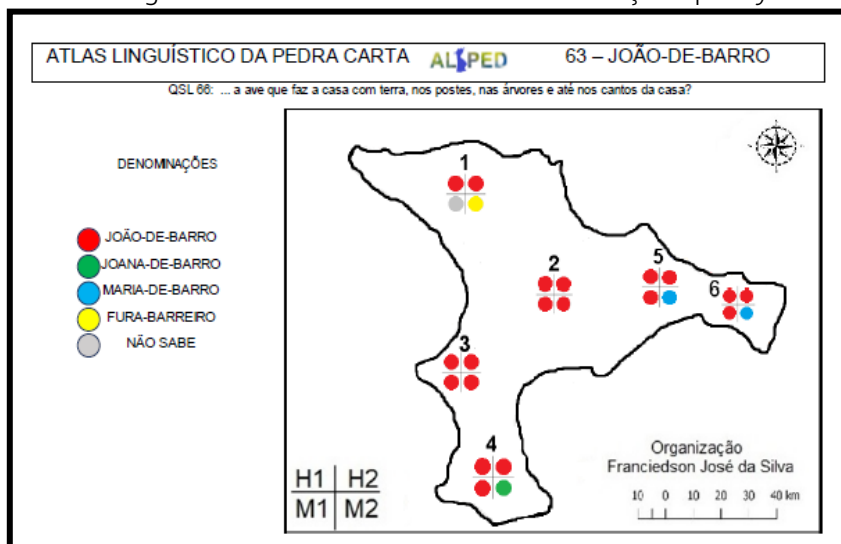 ATLAS LINGUÍSTICO DA PEDRA CARTA ALiPED 63 – JOÃO-DE-BARRO
QSL 66: ... a ave que faz a casa com terra, nos postes, nas árvores e até nos cantos da casa?
DENOMINAÇÕES
JOÃO-DE-BARRO
JOANA-DE-BARRO
MARIA-DE-BARRO
FURA-BARREIRO
NÃO SABE
1
2
5
6
3
4
H1 H2
M1 M2
Organização
Franciedson José da Silva
10 0 10 20 30 40 km